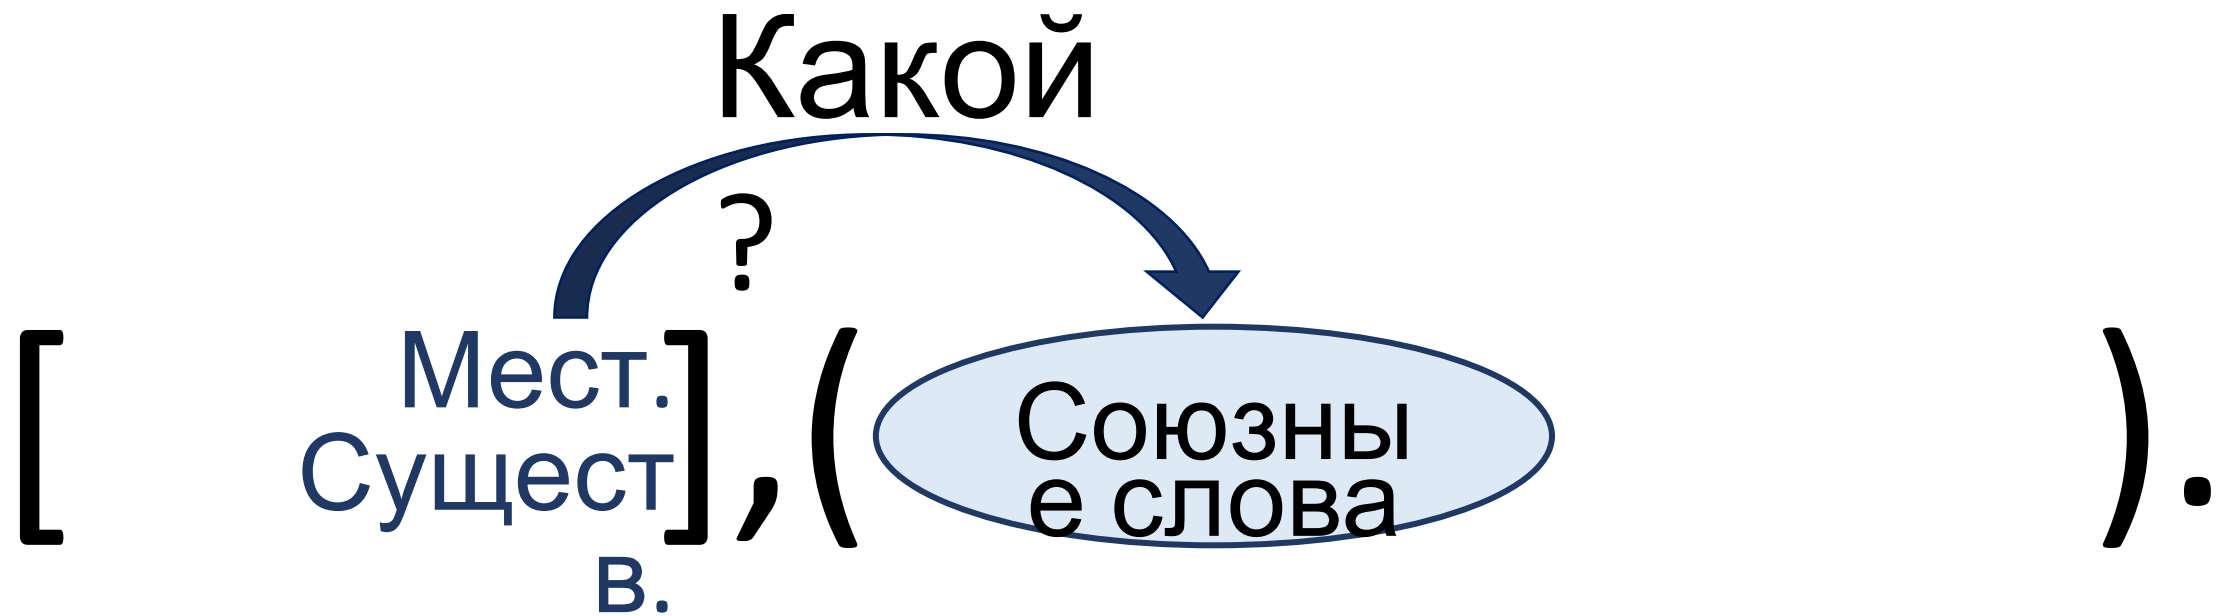 Какой
?
[ Мест. ],( Союзны ).
Сущест е слова
в.